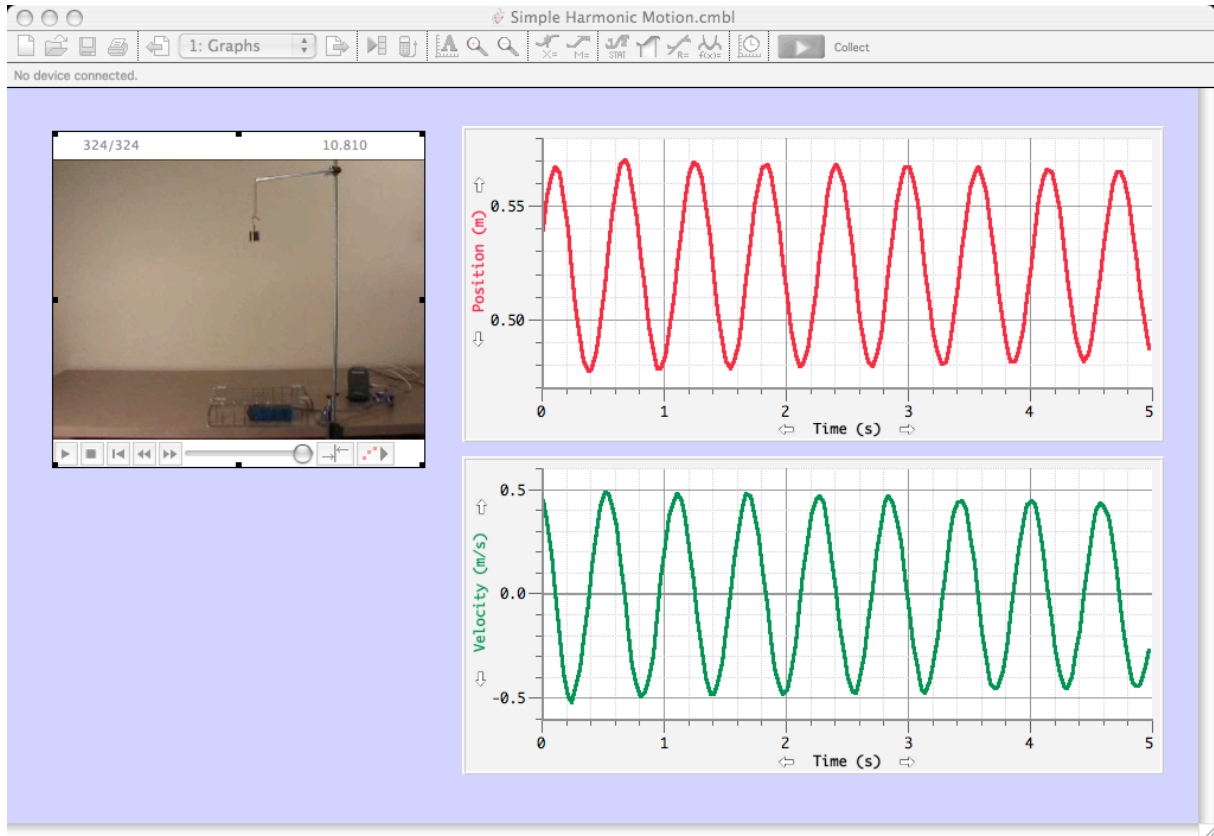 Simple Harmonic Motion.cmbl
1: Graphs
X=
M=
STAT
R=
f(x)=
Collect
No device connected.
324/324
10.810
0.55
0.50
Position (m)
0
1
2
3
4
5
Time (s)
0.5
0.0
-0.5
Velocity (m/s)
0
1
2
3
4
5
Time (s)